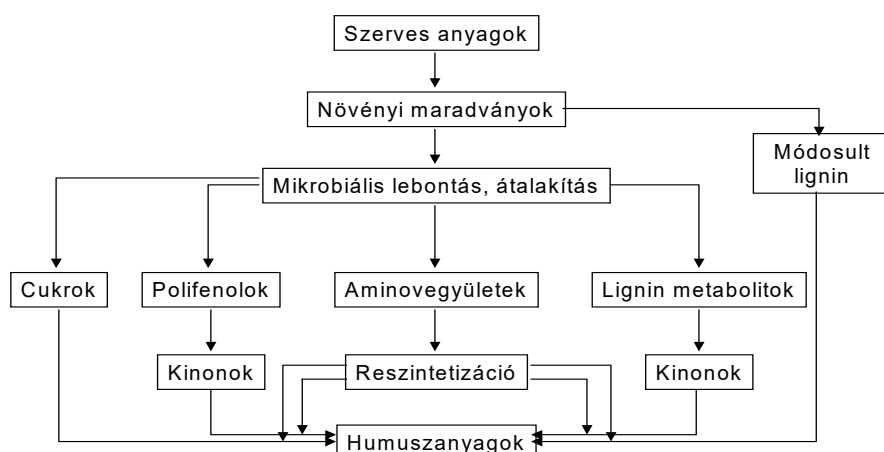 Szerves anyagok
Növényi maradványok
Módosult
lignin
Mikrobiális lebontás, átalakítás
Cukrok
Polifenolok
Aminovegyületek
Lignin metabolitok
Kinonok
Reszintetizáció
Kinonok
Humuszanyagok